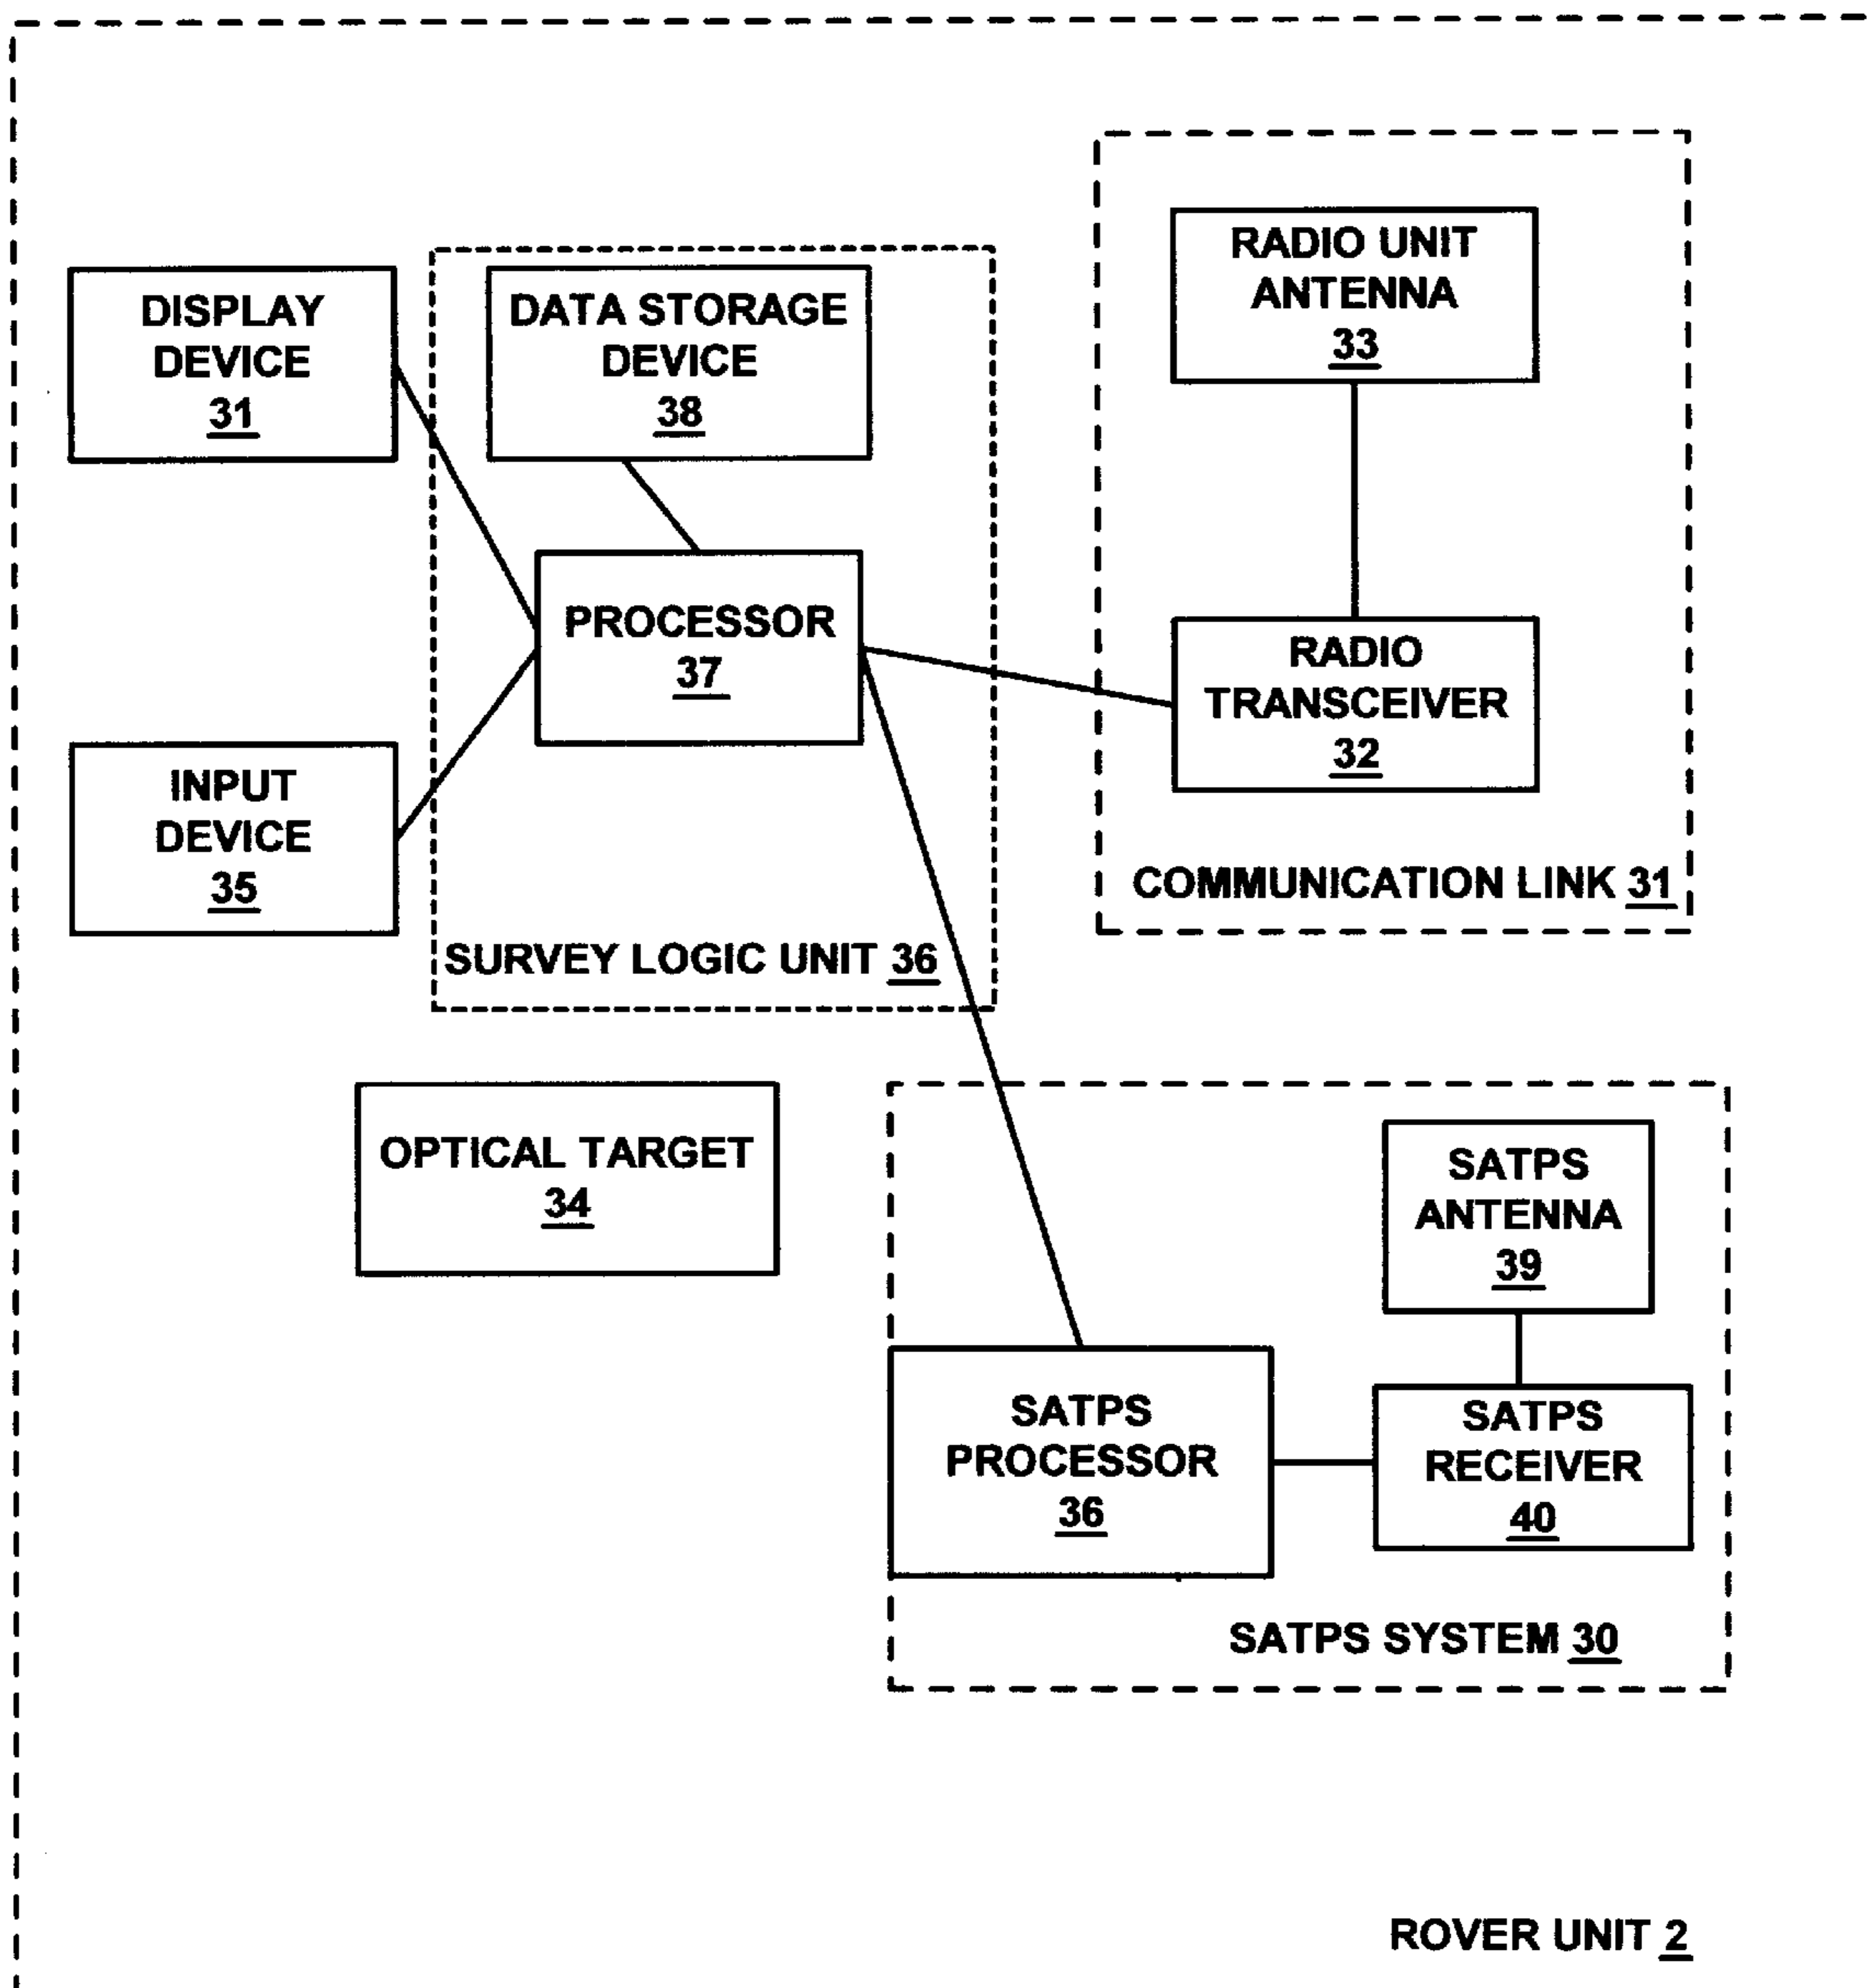 DISPLAY
DEVICE
31
DATA STORAGE
DEVICE
38
RADIO UNIT
ANTENNA
33
PROCESSOR
37
RADIO
TRANSCEIVER
32
INPUT
DEVICE
35
COMMUNICATION LINK 31
SURVEY LOGIC UNIT 36
OPTICAL TARGET
34
SATPS
ANTENNA
39
SATPS
PROCESSOR
36
SATPS
RECEIVER
40
SATPS SYSTEM 30
ROVER UNIT 2